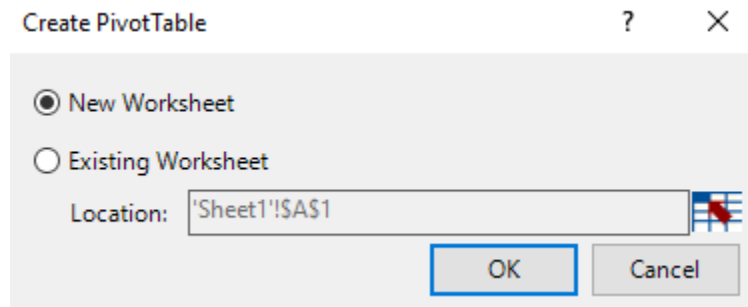 Create PivotTable ?
New Worksheet
Existing Worksheet
Location: 'Sheet1'!$A$1
OK Cancel